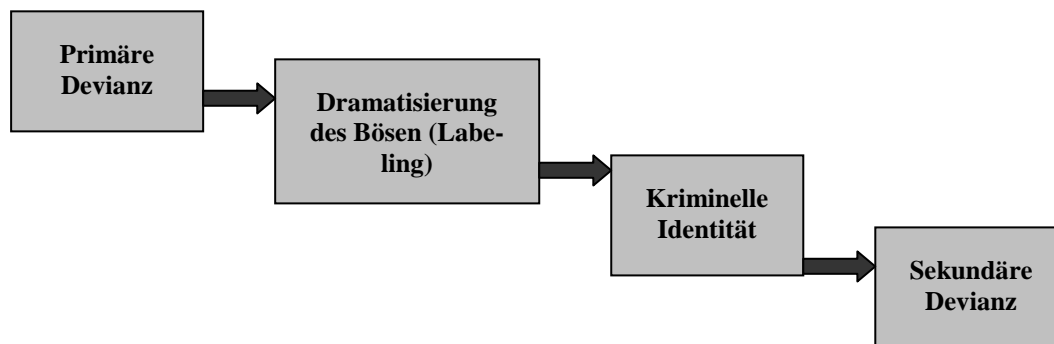 Primäre
Devianz
Dramatisierung
des Bösen (Labe-
ling)
Kriminelle
Identität
Sekundäre
Devianz